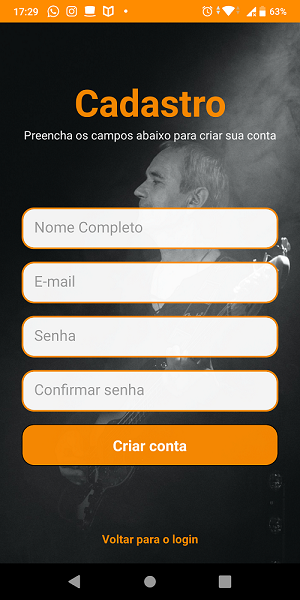 17:29 63%
Cadastro
Preencha os campos abaixo para criar sua conta
Nome Completo
E-mail
Senha
Confirmar senha
Criar conta
Voltar para o login